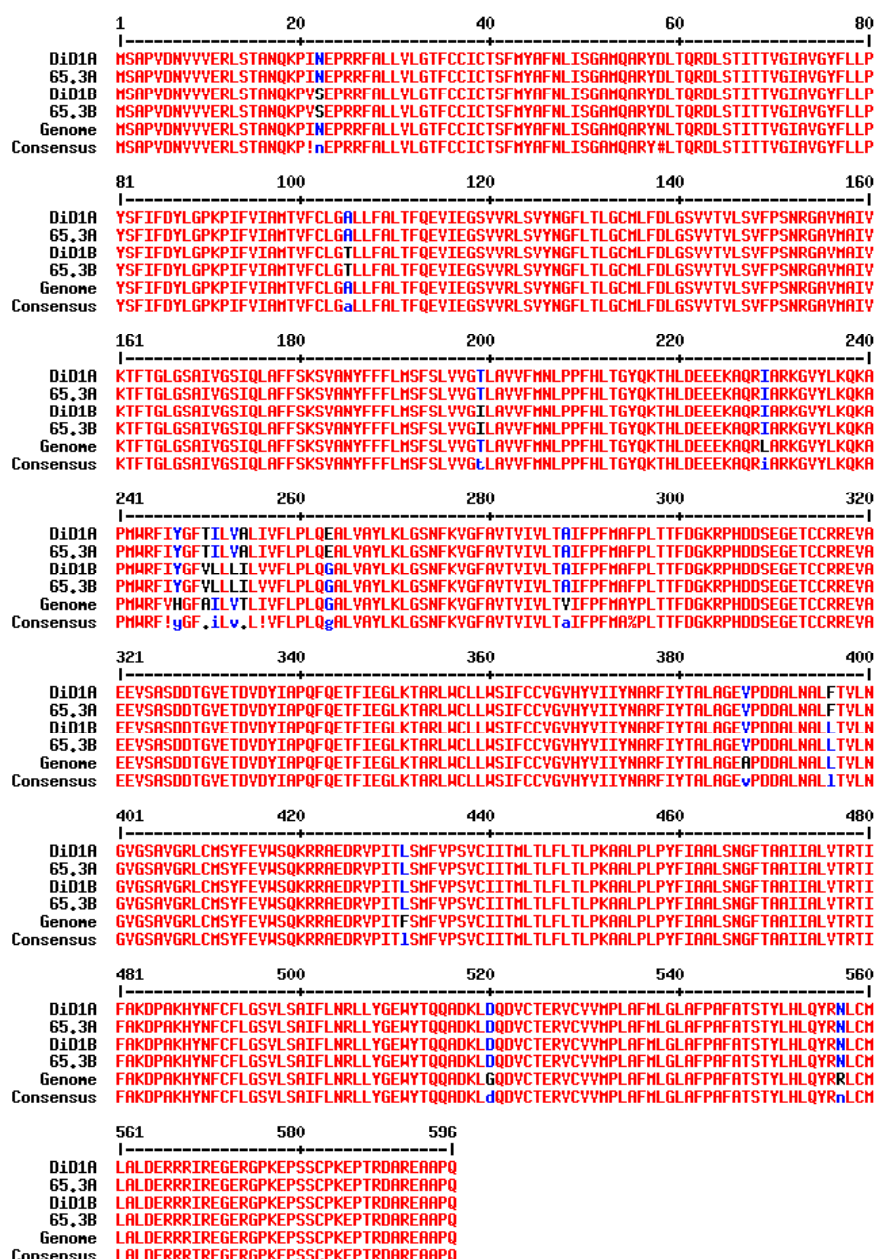 1 20 40 60 80
DiD1A MSAPVDNVVVERLSTANQKPINEPRRFALLVLGTFCCICTSFMYAFNLISGAMQARYDLTQRDLSTITTVGIAVGYFLLP
65.3A MSAPVDNVVVERLSTANQKPINEPRRFALLVLGTFCCICTSFMYAFNLISGAMQARYDLTQRDLSTITTVGIAVGYFLLP
DiD1B MSAPVDNVVVERLSTANQKPVSEPRRFALLVLGTFCCICTSFMYAFNLISGAMQARYDLTQRDLSTITTVGIAVGYFLLP
65.3B MSAPVDNVVVERLSTANQKPVSEPRRFALLVLGTFCCICTSFMYAFNLISGAMQARYDLTQRDLSTITTVGIAVGYFLLP
Genome MSAPVDNVVVERLSTANQKPINEPRRFALLVLGTFCCICTSFMYAFNLISGAMQARYNLTQRDLSTITTVGIAVGYFLLP
Consensus MSAPVDNVVVERLSTANQKP!nEPRRFALLVLGTFCCICTSFMYAFNLISGAMQARY#LTQRDLSTITTVGIAVGYFLLP
81 100 120 140 160
DiD1A YSFIFDYLGPKPIFVIAMTVFCLGALLFALTFQEVIEGSVVRLSVYNGFLTLGCMLFDLGSVVTVLSVFPSNRGAVMAIV
65.3A YSFIFDYLGPKPIFVIAMTVFCLGALLFALTFQEVIEGSVVRLSVYNGFLTLGCMLFDLGSVVTVLSVFPSNRGAVMAIV
DiD1B YSFIFDYLGPKPIFVIAMTVFCLGTLLFALTFQEVIEGSVVRLSVYNGFLTLGCMLFDLGSVVTVLSVFPSNRGAVMAIV
65.3B YSFIFDYLGPKPIFVIAMTVFCLGTLLFALTFQEVIEGSVVRLSVYNGFLTLGCMLFDLGSVVTVLSVFPSNRGAVMAIV
Genome YSFIFDYLGPKPIFVIAMTVFCLGALLFALTFQEVIEGSVVRLSVYNGFLTLGCMLFDLGSVVTVLSVFPSNRGAVMAIV
Consensus YSFIFDYLGPKPIFVIAMTVFCLGaLLFALTFQEVIEGSVVRLSVYNGFLTLGCMLFDLGSVVTVLSVFPSNRGAVMAIV
161 180 200 220 240
DiD1A KTFTGLGSAIVGSIQLAFFSKSVANYFFFLMSFSLVVGTLAVVFMNLPPFHLTGYQKTHLDEEEKAQRIARKGVYLKQKA
65.3A KTFTGLGSAIVGSIQLAFFSKSVANYFFFLMSFSLVVGTLAVVFMNLPPFHLTGYQKTHLDEEEKAQRIARKGVYLKQKA
DiD1B KTFTGLGSAIVGSIQLAFFSKSVANYFFFLMSFSLVVGILAVVFMNLPPFHLTGYQKTHLDEEEKAQRIARKGVYLKQKA
65.3B KTFTGLGSAIVGSIQLAFFSKSVANYFFFLMSFSLVVGILAVVFMNLPPFHLTGYQKTHLDEEEKAQRIARKGVYLKQKA
Genome KTFTGLGSAIVGSIQLAFFSKSVANYFFFLMSFSLVVGTLAVVFMNLPPFHLTGYQKTHLDEEEKAQRLARKGVYLKQKA
Consensus KTFTGLGSAIVGSIQLAFFSKSVANYFFFLMSFSLVVGtLAVVFMNLPPFHLTGYQKTHLDEEEKAQRiARKGVYLKQKA
241 260 280 300 320
DiD1A PMWRFIYGFTILVALIVFLPLQEALVAYLKLGSNFKVGFAVTVIVLTAIFPFMAFPLTTFDGKRPHDDSEGETCCRREVA
65.3A PMWRFIYGFTILVALIVFLPLQEALVAYLKLGSNFKVGFAVTVIVLTAIFPFMAFPLTTFDGKRPHDDSEGETCCRREVA
DiD1B PMWRFIYGFVLLLILVVFLPLQGALVAYLKLGSNFKVGFAVTVIVLTAIFPFMAFPLTTFDGKRPHDDSEGETCCRREVA
65.3B PMWRFIYGFVLLLILVVFLPLQGALVAYLKLGSNFKVGFAVTVIVLTAIFPFMAFPLTTFDGKRPHDDSEGETCCRREVA
Genome PMWRFVHGFAILVTLIVFLPLQGALVAYLKLGSNFKVGFAVTVIVLTVIFPFMAYPLTTFDGKRPHDDSEGETCCRREVA
Consensus PMWRF!yGF.iLv.L!VFLPLQgALVAYLKLGSNFKVGFAVTVIVLTaIFPFMA%PLTTFDGKRPHDDSEGETCCRREVA
321 340 360 380 400
DiD1A EEVSASDDTGVETDVDYIAPQFQETFIEGLKTARLWCLLWSIFCCVGVHYVIIYNARFIYTALAGEVPDDALNALFTVLN
65.3A EEVSASDDTGVETDVDYIAPQFQETFIEGLKTARLWCLLWSIFCCVGVHYVIIYNARFIYTALAGEVPDDALNALFTVLN
DiD1B EEVSASDDTGVETDVDYIAPQFQETFIEGLKTARLWCLLWSIFCCVGVHYVIIYNARFIYTALAGEVPDDALNALLTVLN
65.3B EEVSASDDTGVETDVDYIAPQFQETFIEGLKTARLWCLLWSIFCCVGVHYVIIYNARFIYTALAGEVPDDALNALLTVLN
Genome EEVSASDDTGVETDVDYIAPQFQETFIEGLKTARLWCLLWSIFCCVGVHYVIIYNARFIYTALAGEAPDDALNALLTVLN
Consensus EEVSASDDTGVETDVDYIAPQFQETFIEGLKTARLWCLLWSIFCCVGVHYVIIYNARFIYTALAGEvPDDALNALlTVLN
401 420 440 460 480
DiD1A GVGSAVGRLCMSYFEVWSQKRRAEDRVPITLSMFVPSVCIITMLTLFLTLPKAALPLPYFIAALSNGFTAAIIALVTRTI
65.3A GVGSAVGRLCMSYFEVWSQKRRAEDRVPITLSMFVPSVCIITMLTLFLTLPKAALPLPYFIAALSNGFTAAIIALVTRTI
DiD1B GVGSAVGRLCMSYFEVWSQKRRAEDRVPITLSMFVPSVCIITMLTLFLTLPKAALPLPYFIAALSNGFTAAIIALVTRTI
65.3B GVGSAVGRLCMSYFEVWSQKRRAEDRVPITLSMFVPSVCIITMLTLFLTLPKAALPLPYFIAALSNGFTAAIIALVTRTI
Genome GVGSAVGRLCMSYFEVWSQKRRAEDRVPITFSMFVPSVCIITMLTLFLTLPKAALPLPYFIAALSNGFTAAIIALVTRTI
Consensus GVGSAVGRLCMSYFEVWSQKRRAEDRVPITlSMFVPSVCIITMLTLFLTLPKAALPLPYFIAALSNGFTAAIIALVTRTI
481 500 520 540 560
DiD1A FAKDPAKHYNFCFLGSVLSAIFLNRLLYGEWYTQQADKLDQDVCTERVCVVMPLAFMLGLAFPAFATSTYLHLQYRNLCM
65.3A FAKDPAKHYNFCFLGSVLSAIFLNRLLYGEWYTQQADKLDQDVCTERVCVVMPLAFMLGLAFPAFATSTYLHLQYRNLCM
DiD1B FAKDPAKHYNFCFLGSVLSAIFLNRLLYGEWYTQQADKLDQDVCTERVCVVMPLAFMLGLAFPAFATSTYLHLQYRNLCM
65.3B FAKDPAKHYNFCFLGSVLSAIFLNRLLYGEWYTQQADKLDQDVCTERVCVVMPLAFMLGLAFPAFATSTYLHLQYRNLCM
Genome FAKDPAKHYNFCFLGSVLSAIFLNRLLYGEWYTQQADKLGQDVCTERVCVVMPLAFMLGLAFPAFATSTYLHLQYRRLCM
Consensus FAKDPAKHYNFCFLGSVLSAIFLNRLLYGEWYTQQADKLdQDVCTERVCVVMPLAFMLGLAFPAFATSTYLHLQYRnLCM
561 580 596
DiD1A LALDERRRIREGERGPKEPSSCPKEPTRDAREAAPQ
65.3A LALDERRRIREGERGPKEPSSCPKEPTRDAREAAPQ
DiD1B LALDERRRIREGERGPKEPSSCPKEPTRDAREAAPQ
65.3B LALDERRRIREGERGPKEPSSCPKEPTRDAREAAPQ
Genome LALDERRRIREGERGPKEPSSCPKEPTRDAREAAPQ
Consensus LALDERRRIREGERGPKEPSSCPKEPTRDAREAAPQ